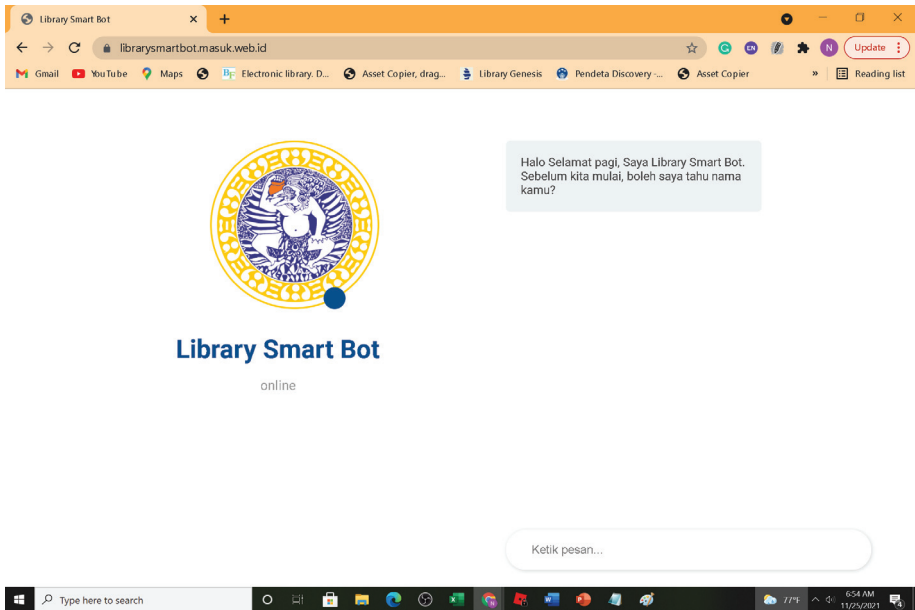 Library Smart Bot
librarysmartbot.masuk.web.id
N
Update
Gmail
YouTube
Maps
BF Electronic library. D...
Asset Copier, drag...
Library Genesis
Pendeta Discovery -...
Asset Copier
»
Reading list
Halo Selamat pagi, Saya Library Smart Bot.
Sebelum kita mulai, boleh saya tahu nama
kamu?
Library Smart Bot
online
Ketik pesan...
Type here to search
77°F
6:54 AM
11/25/2021